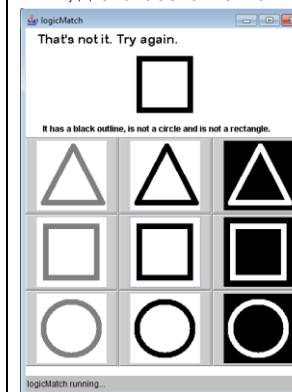 logicMatch
That's not it. Try again.
It has a black outline, is not a circle and is not a rectangle.
logicMatch running...